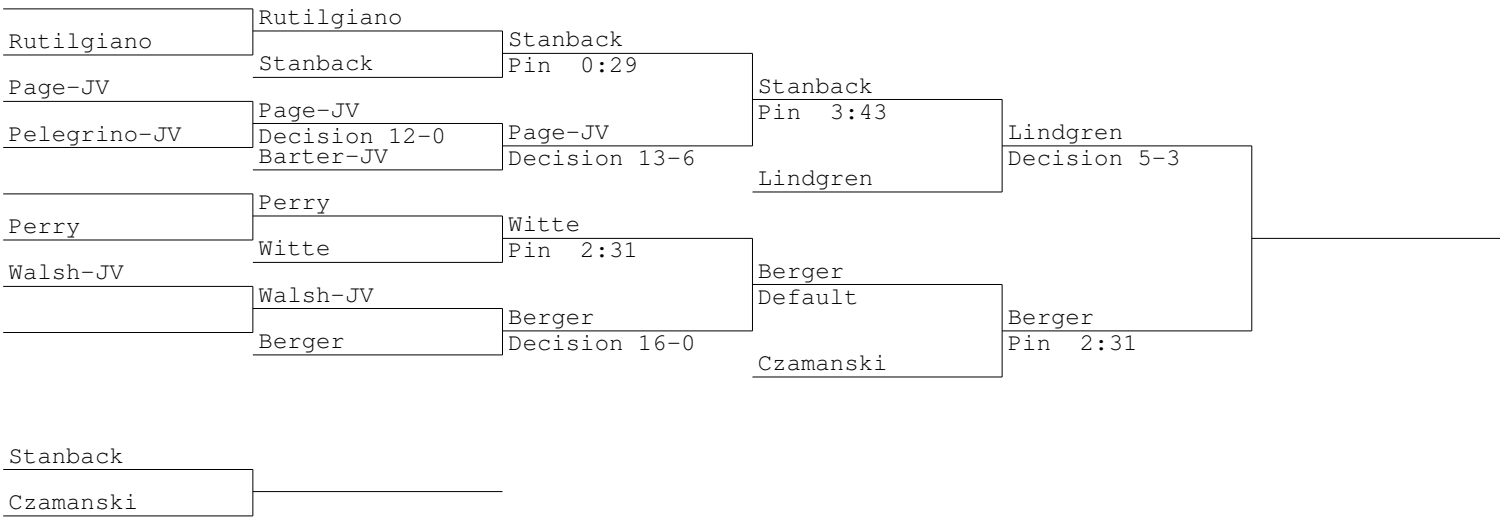 Rutilgiano
Rutilgiano
Stanback
Stanback
Pin 0:29
Page-JV
Stanback
Pin 3:43
Page-JV
Pelegrino-JV
Decision 12-0
Barter-JV
Page-JV
Decision 13-6
Lindgren
Lindgren
Decision 5-3
Perry
Perry
Witte
Witte
Pin 2:31
Walsh-JV
Berger
Default
Walsh-JV
Berger
Berger
Decision 16-0
Berger
Pin 2:31
Czamanski
Stanback
Czamanski